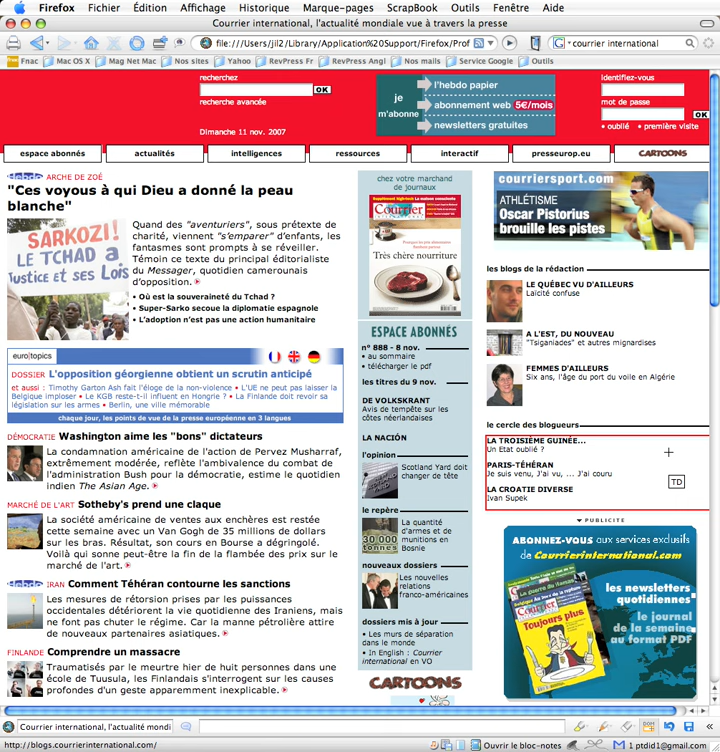 Firefox Fichier Édition Affichage Historique Marque-pages ScrapBook Outils Fenêtre Aide
Courrier international, l'actualité mondiale vue à travers la presse
file:///Users/jil2/Library/Application%20Support/Firefox/Prof
courrier international
Fnac Mac OS X Mag Net Mac Nos sites Yahoo RevPress Fr RevPress Angl Nos mails Service Google Outils
recherchez
OK
recherche avancée
Dimanche 11 nov. 2007
je
m'abonne
l'hebdo papier
abonnement web 5€/mois
newsletters gratuites
identifiez-vous
mot de passe
OK
• oublié • première visite
espace abonnés
actualités
intelligences
ressources
interactif
presseurop.eu
CARTOONS
Hebdo ARCHE DE ZOÉ
"Ces voyous à qui Dieu a donné la peau
blanche"
SARKOZI!
LE TCHAD a
Justice et ses Lois
Quand des "aventuriers", sous prétexte de
charité, viennent "s'emparer" d'enfants, les
fantasmes sont prompts à se réveiller.
Témoin ce texte du principal éditorialiste
du Messager, quotidien camerounais
d'opposition.
• Où est la souveraineté du Tchad ?
• Super-Sarko secoue la diplomatie espagnole
• L'adoption n'est pas une action humanitaire
euro|topics
DOSSIER L'opposition géorgienne obtient un scrutin anticipé
et aussi : Timothy Garton Ash fait l'éloge de la non-violence • L'UE ne peut pas laisser la
Belgique imploser • Le KGB reste-t-il influent en Hongrie ? • La Finlande doit revoir sa
législation sur les armes • Berlin, une ville mémorable
chaque jour, les points de vue de la presse européenne en 3 langues
DÉMOCRATIE Washington aime les "bons" dictateurs
La condamnation américaine de l'action de Pervez Musharraf,
extrêmement modérée, reflète l'ambivalence du combat de
l'administration Bush pour la démocratie, estime le quotidien
indien The Asian Age.
MARCHÉ DE L'ART Sotheby's prend une claque
La société américaine de ventes aux enchères est restée
cette semaine avec un Van Gogh de 35 millions de dollars
sur les bras. Résultat, son cours en Bourse a dégringolé.
Voilà qui sonne peut-être la fin de la flambée des prix sur le
marché de l'art.
Hebdo IRAN Comment Téhéran contourne les sanctions
Les mesures de rétorsion prises par les puissances
occidentales détériorent la vie quotidienne des Iraniens, mais
ne font pas chuter le régime. Car la manne pétrolière attire
de nouveaux partenaires asiatiques.
FINLANDE Comprendre un massacre
Traumatisés par le meurtre hier de huit personnes dans une
école de Tuusula, les Finlandais s'interrogent sur les causes
profondes d'un geste apparemment inexplicable.
chez votre marchand
de journaux
Courrier
Très chère nourriture
ESPACE ABONNÉS
n° 888 - 8 nov.
• au sommaire
• télécharger le pdf
les titres du 9 nov.
DE VOLKSKRANT
Avis de tempête sur les
côtes néerlandaises
LA NACIÓN
l'opinion
Scotland Yard doit
changer de tête
le repère
30 000
tonnes
La quantité
d'armes et de
munitions en
Bosnie
nouveaux dossiers
Les nouvelles
relations
franco-américaines
dossiers mis à jour
• Les murs de séparation
dans le monde
• In English : Courrier
international en VO
CARTOONS
courriersport.com
ATHLÉTISME
Oscar Pistorius
brouille les pistes
les blogs de la rédaction
LE QUÉBEC VU D'AILLEURS
Laïcité confuse
A L'EST, DU NOUVEAU
"Tsiganiades" et autres mignardises
FEMMES D'AILLEURS
Six ans, l'âge du port du voile en Algérie
le cercle des blogueurs
LA TROISIÈME GUINÉE...
Un Etat oublié ?
PARIS-TÉHÉRAN
Je suis venu, J'ai vu, ... J'ai couru
LA CROATIE DIVERSE
Ivan Supek
TD
PUBLICITE
ABONNEZ-VOUS aux services exclusifs
de Courrierinternational.com
Courrier
Toujours plus
les newsletters
quotidiennes
le journal
de la semaine
au format PDF
Courrier international, l'actualité mondi
DOM
http://blogs.courrierinternational.com/
Ouvrir le bloc-notes
1 ptdid1@gmail.com